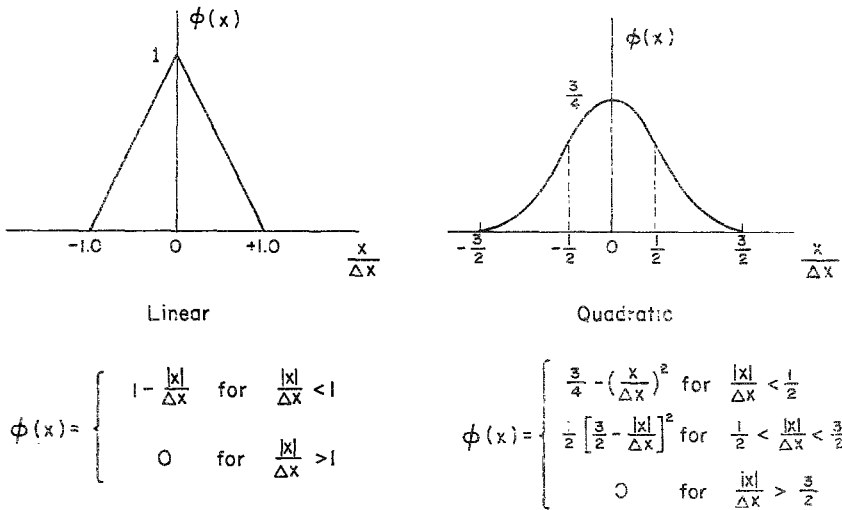 ϕ(x)
1
-1.0 0 +1.0 x/Δx
Linear
ϕ(x) = { 1 - |x|/Δx for |x|/Δx < 1
0 for |x|/Δx > 1
ϕ(x)
3/4
-3/2 -1/2 0 1/2 3/2 x/Δx
Quadratic
ϕ(x) = { 3/4 - (x/Δx)² for |x|/Δx < 1/2
1/2 [3/2 - |x|/Δx]² for 1/2 < |x|/Δx < 3/2
0 for |x|/Δx > 3/2